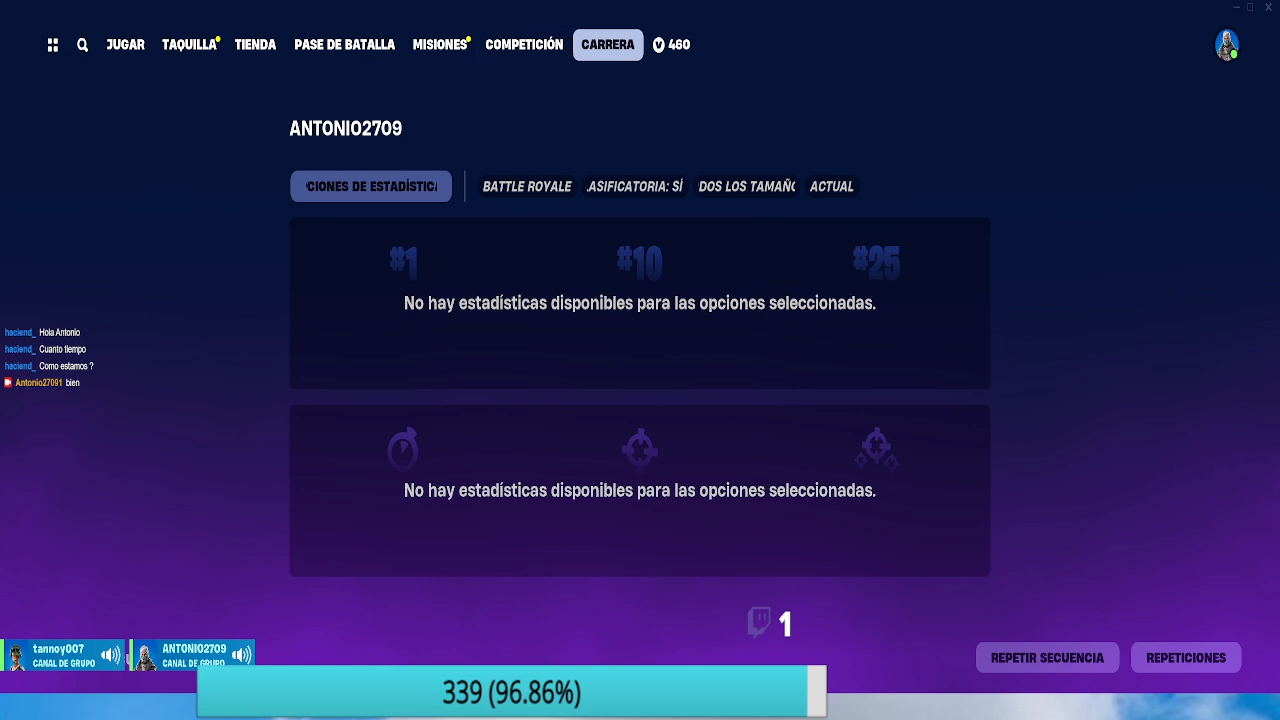 JUGAR TAQUILLA TIENDA PASE DE BATALLA MISIONES COMPETICIÓN CARRERA 460
ANTONIO2709
CIONES DE ESTADÍSTICA BATTLE ROYALE ASIFICATORIA: SÍ DOS LOS TAMAÑO ACTUAL
#1 #10 #25
No hay estadísticas disponibles para las opciones seleccionadas.
haciend_ Hola Antonio
haciend_ Cuanto tiempo
haciend_ Como estamos ?
Antonio27091 bien
No hay estadísticas disponibles para las opciones seleccionadas.
1
tannoy007
CANAL DE GRUPO
ANTONIO2709
CANAL DE GRUPO
REPETIR SECUENCIA REPETICIONES
339 (96.86%)